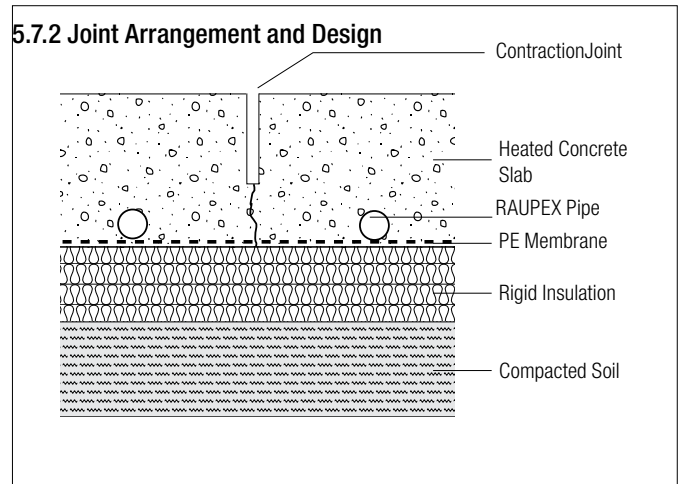 5.7.2 Joint Arrangement and Design
ContractionJoint
Heated Concrete
Slab
RAUPEX Pipe
PE Membrane
Rigid Insulation
Compacted Soil